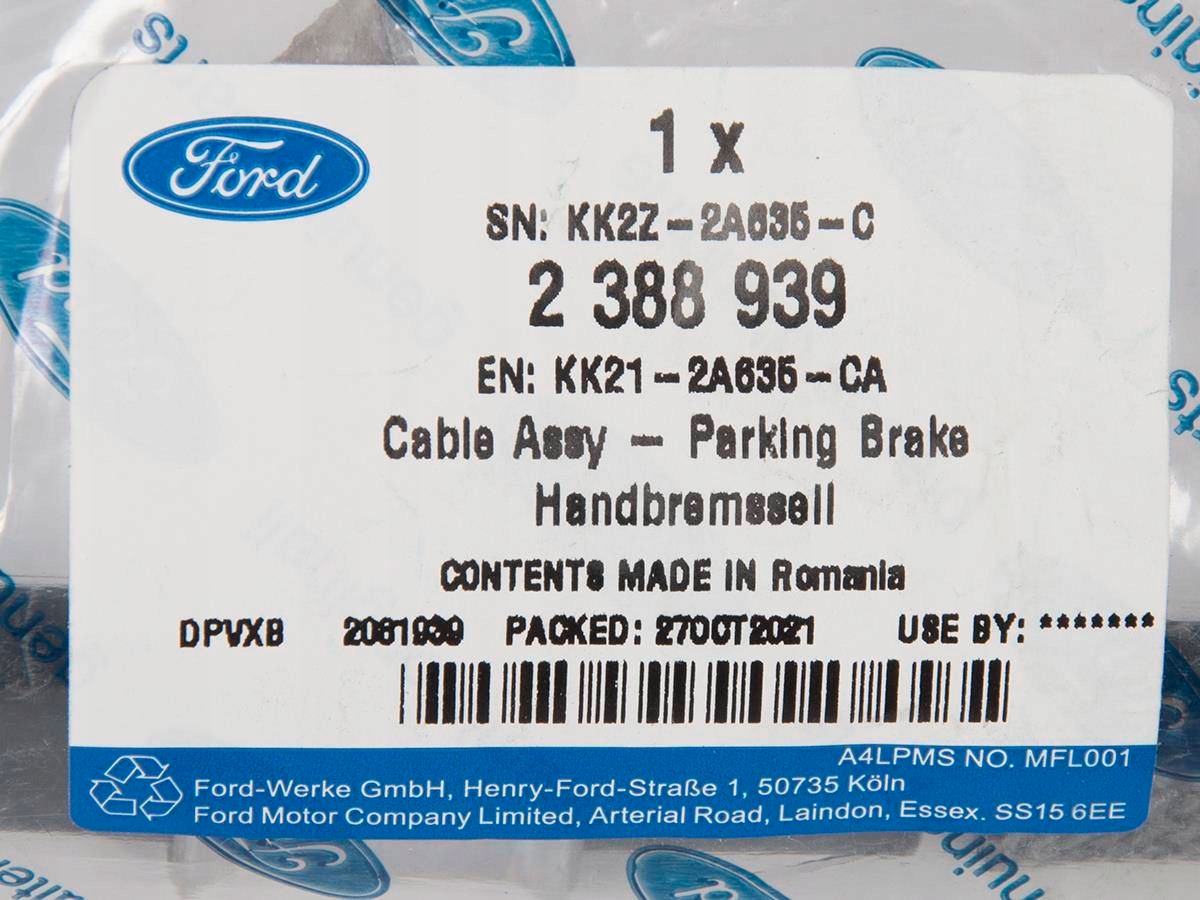 Ford
1 x
SN: KK2Z-2A635-C
2 388 939
EN: KK21-2A635-CA
Cable Assy - Parking Brake
Handbremsseil
CONTENTS MADE IN Romania
DPVXB 2061939 PACKED: 27OCT2021 USE BY: *******
A4LPMS NO. MFL001
Ford-Werke GmbH, Henry-Ford-Straße 1, 50735 Köln
Ford Motor Company Limited, Arterial Road, Laindon, Essex. SS15 6EE